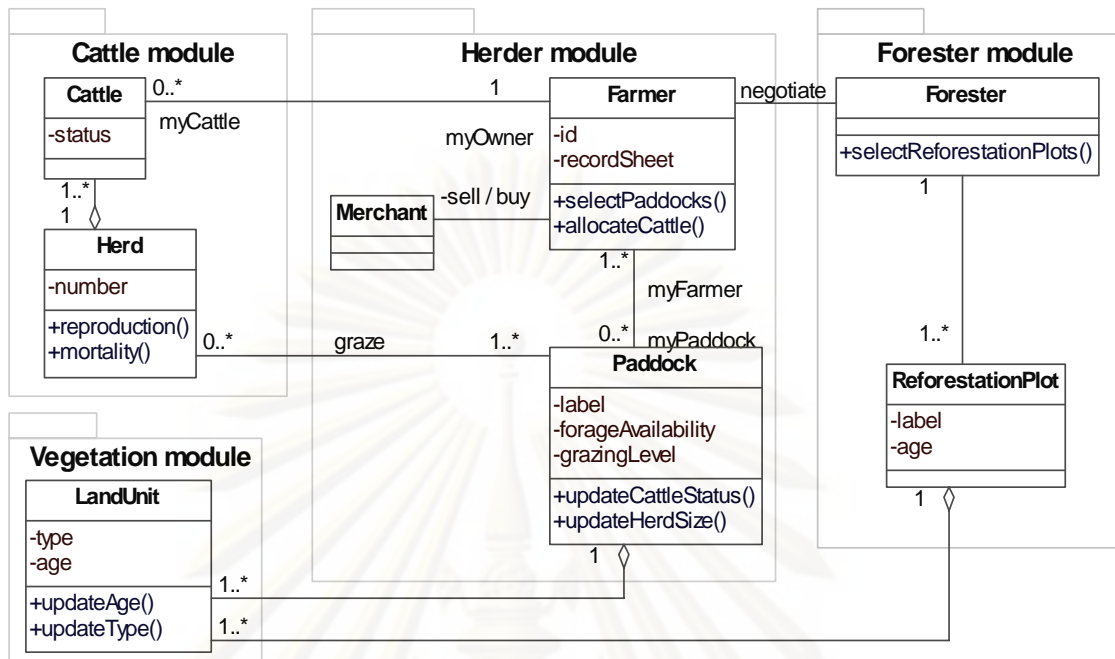 Cattle module
Cattle
-status
0..*
myCattle
1..*
1
Herd
-number
+reproduction()
+mortality()
0..*
graze
1..*
Herder module
1
myOwner
Farmer
-id
-recordSheet
+selectPaddocks()
+allocateCattle()
Merchant
-sell / buy
1..*
myFarmer
0..*
myPaddock
Paddock
-label
-forageAvailability
-grazingLevel
+updateCattleStatus()
+updateHerdSize()
1
negotiate
Forester module
Forester
+selectReforestationPlots()
1
1..*
ReforestationPlot
-label
-age
1
Vegetation module
LandUnit
-type
-age
+updateAge()
+updateType()
1..*
1..*